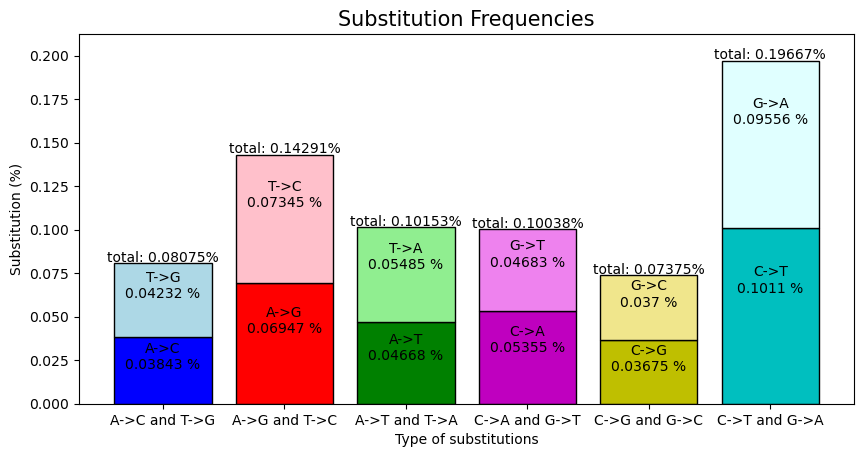 Substitution Frequencies
Substitution (%)
0.200
0.175
0.150
0.125
0.100
0.075
0.050
0.025
0.000
total: 0.08075%
T->G
0.04232 %
A->C
0.03843 %
total: 0.14291%
T->C
0.07345 %
A->G
0.06947 %
total: 0.10153%
T->A
0.05485 %
A->T
0.04668 %
total: 0.10038%
G->T
0.04683 %
C->A
0.05355 %
total: 0.07375%
G->C
0.037 %
C->G
0.03675 %
total: 0.19667%
G->A
0.09556 %
C->T
0.1011 %
A->C and T->G
A->G and T->C
A->T and T->A
C->A and G->T
C->G and G->C
C->T and G->A
Type of substitutions